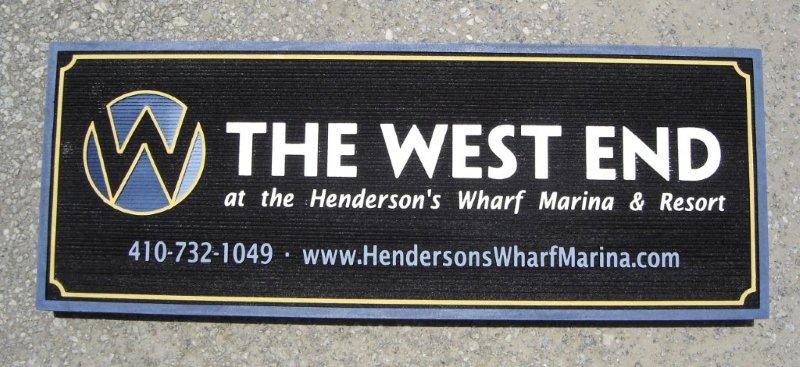 W
THE WEST END
at the Henderson's Wharf Marina & Resort
410-732-1049 · www.HendersonsWharfMarina.com